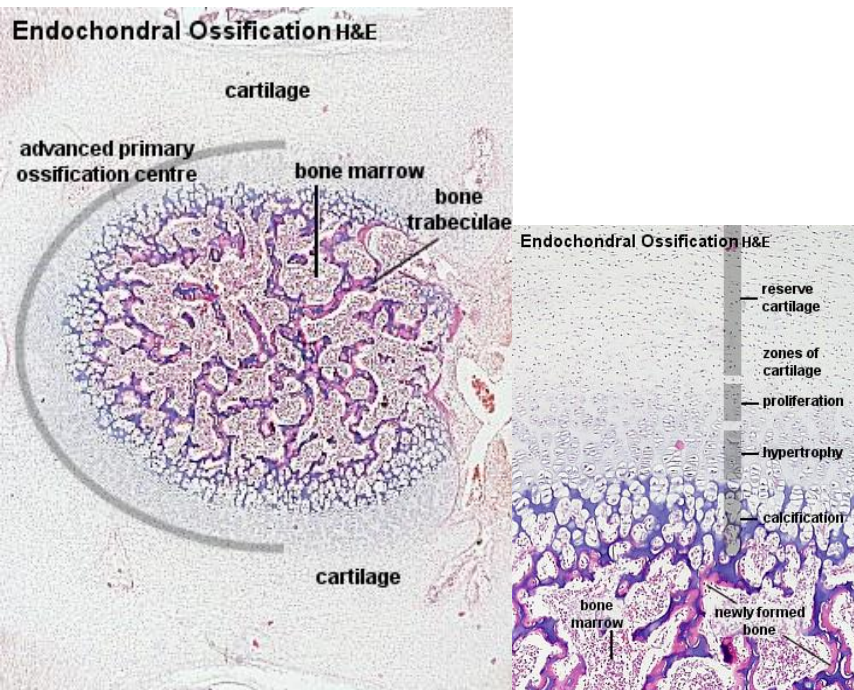 Endochondral Ossification H&E
cartilage
advanced primary
ossification centre
bone marrow
bone
trabeculae
cartilage
Endochondral Ossification H&E
reserve
cartilage
zones of
cartilage
proliferation
hypertrophy
calcification
bone
marrow
newly formed
bone